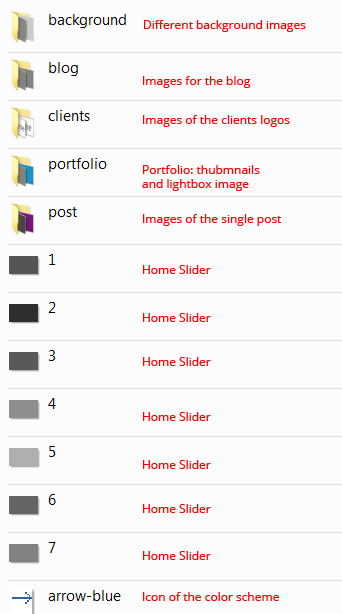 background Different background images
blog
Images for the blog
clients Images of the clients logos
portfolio Portfolio: thubmnails
and lightbox image
post Images of the single post
1 Home Slider
2 Home Slider
3 Home Slider
4 Home Slider
5 Home Slider
6 Home Slider
7 Home Slider
arrow-blue Icon of the color scheme